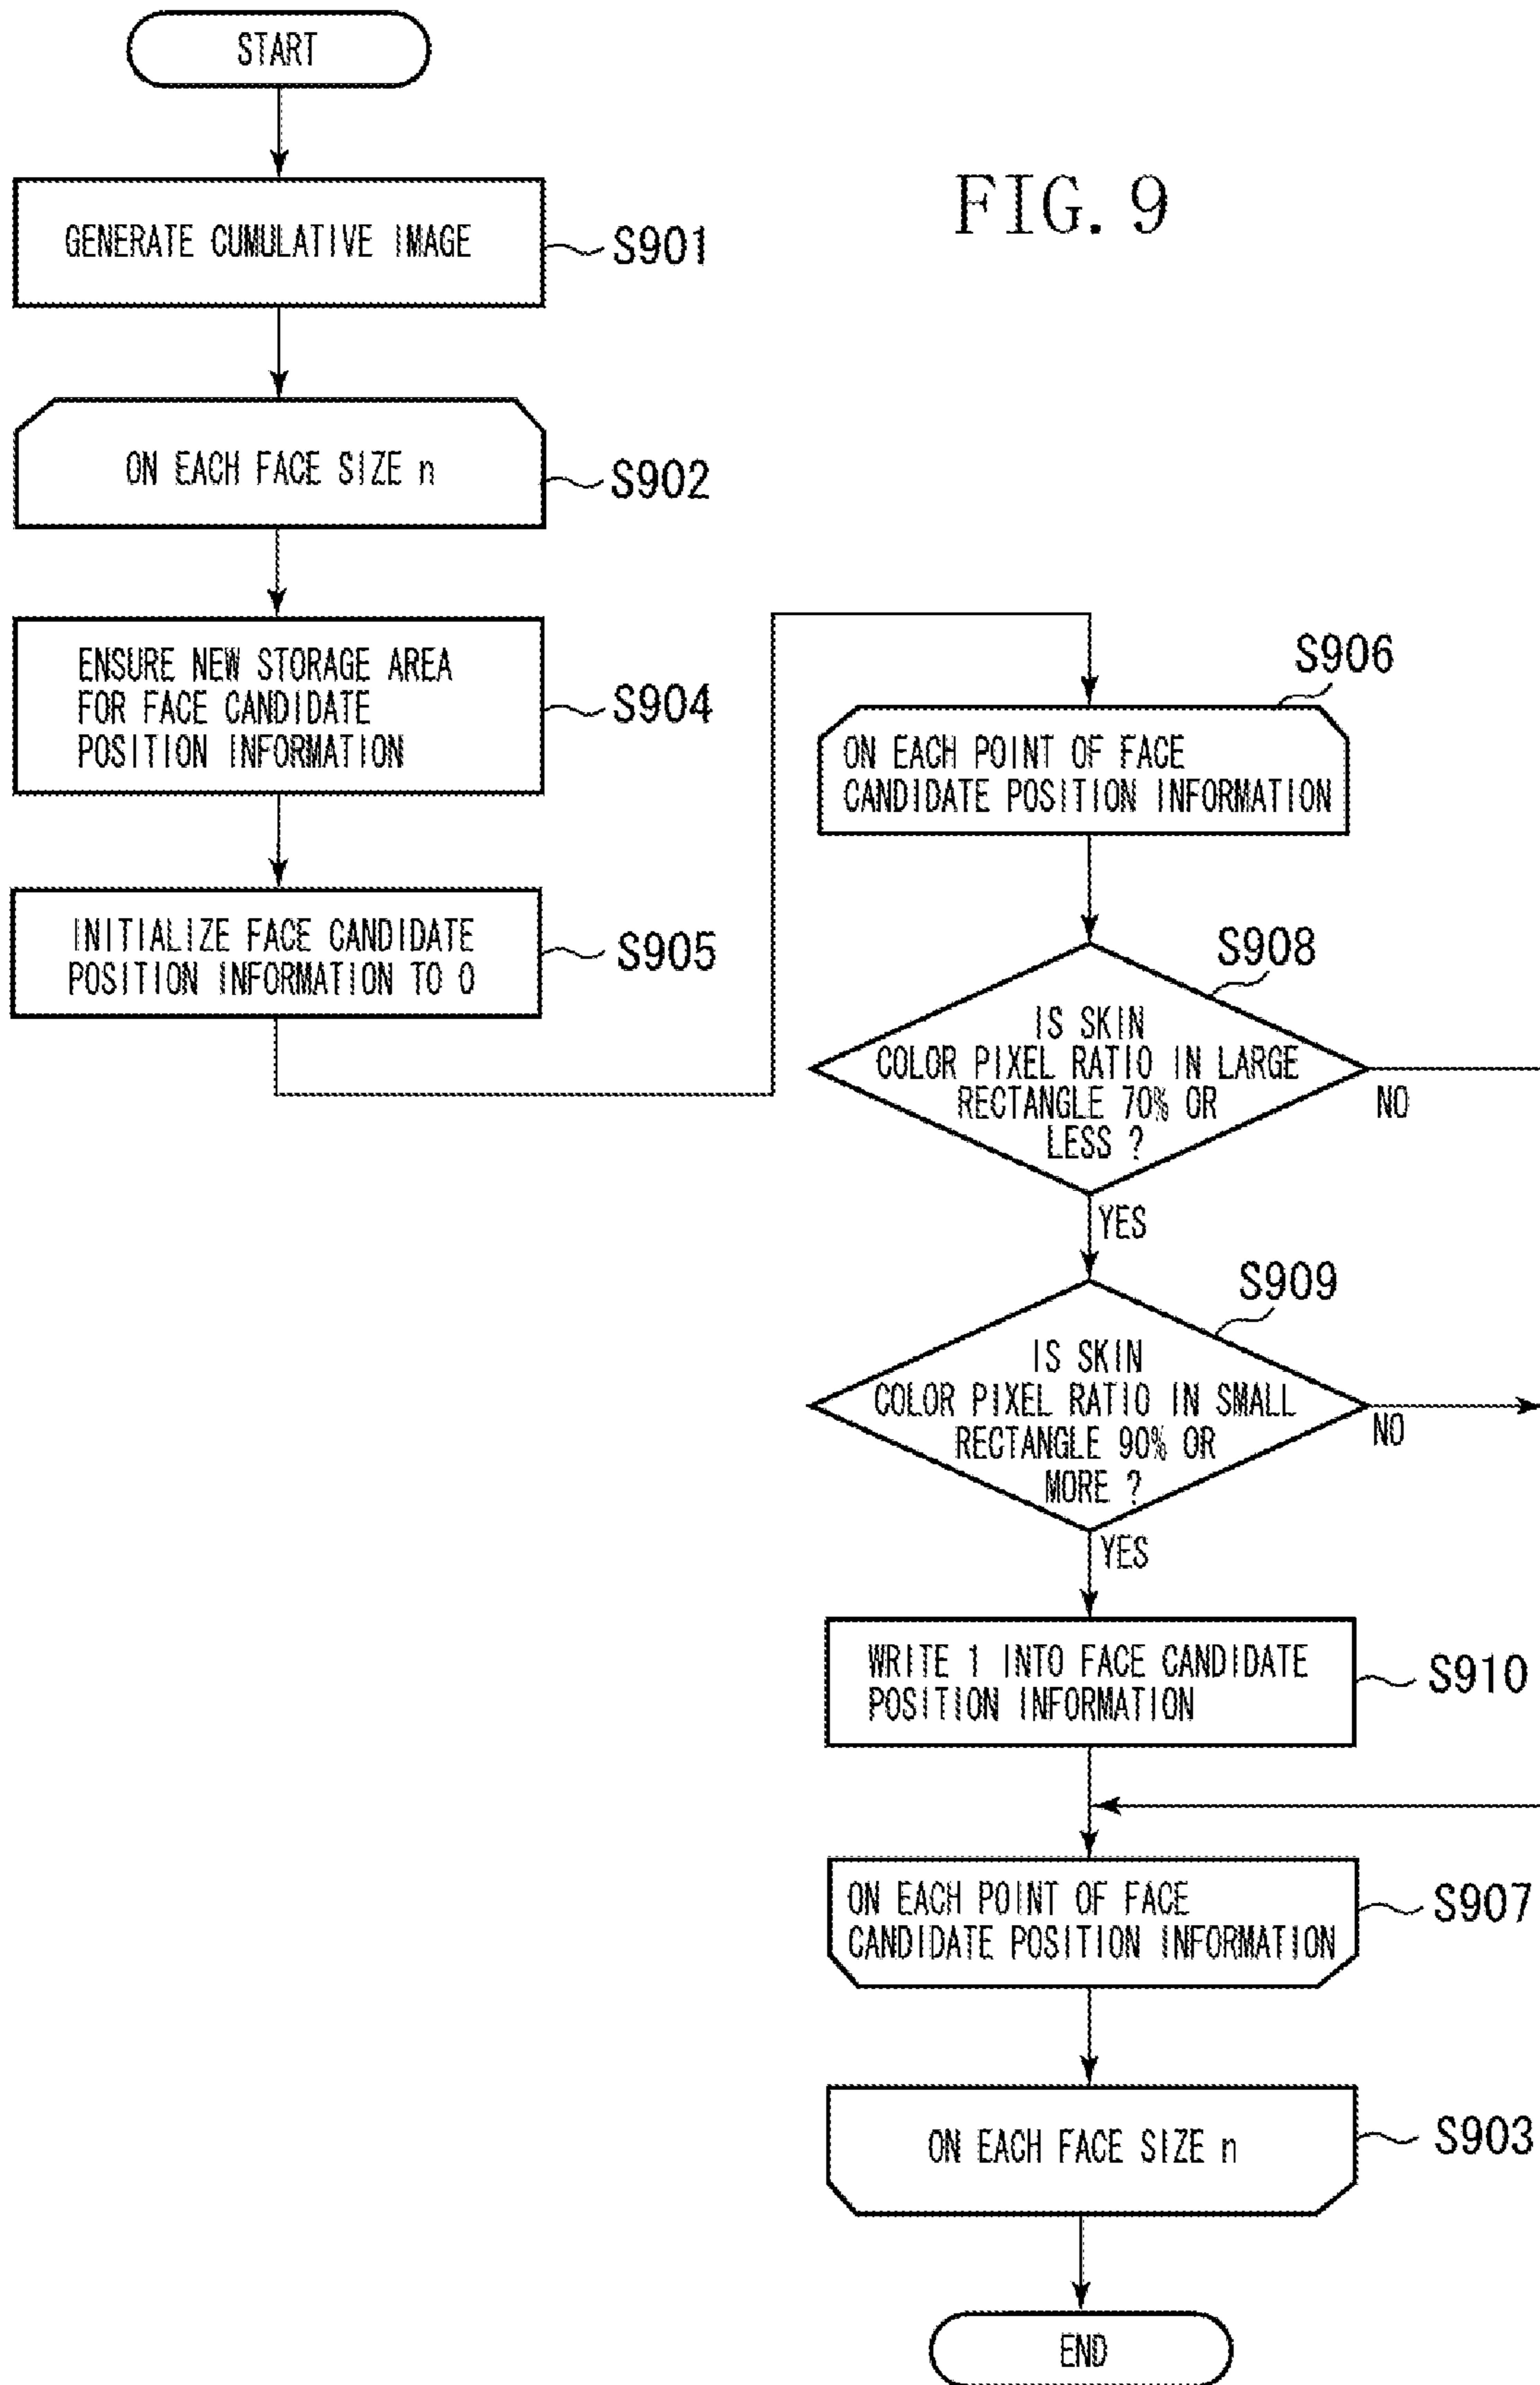 START
FIG. 9
GENERATE CUMULATIVE IMAGE
S901
ON EACH FACE SIZE n
S902
ENSURE NEW STORAGE AREA
FOR FACE CANDIDATE
POSITION INFORMATION
S904
INITIALIZE FACE CANDIDATE
POSITION INFORMATION TO 0
S905
S906
ON EACH POINT OF FACE
CANDIDATE POSITION INFORMATION
S908
IS SKIN
COLOR PIXEL RATIO IN LARGE
RECTANGLE 70% OR
LESS ?
NO
YES
S909
IS SKIN
COLOR PIXEL RATIO IN SMALL
RECTANGLE 90% OR
MORE ?
NO
YES
WRITE 1 INTO FACE CANDIDATE
POSITION INFORMATION
S910
ON EACH POINT OF FACE
CANDIDATE POSITION INFORMATION
S907
ON EACH FACE SIZE n
S903
END